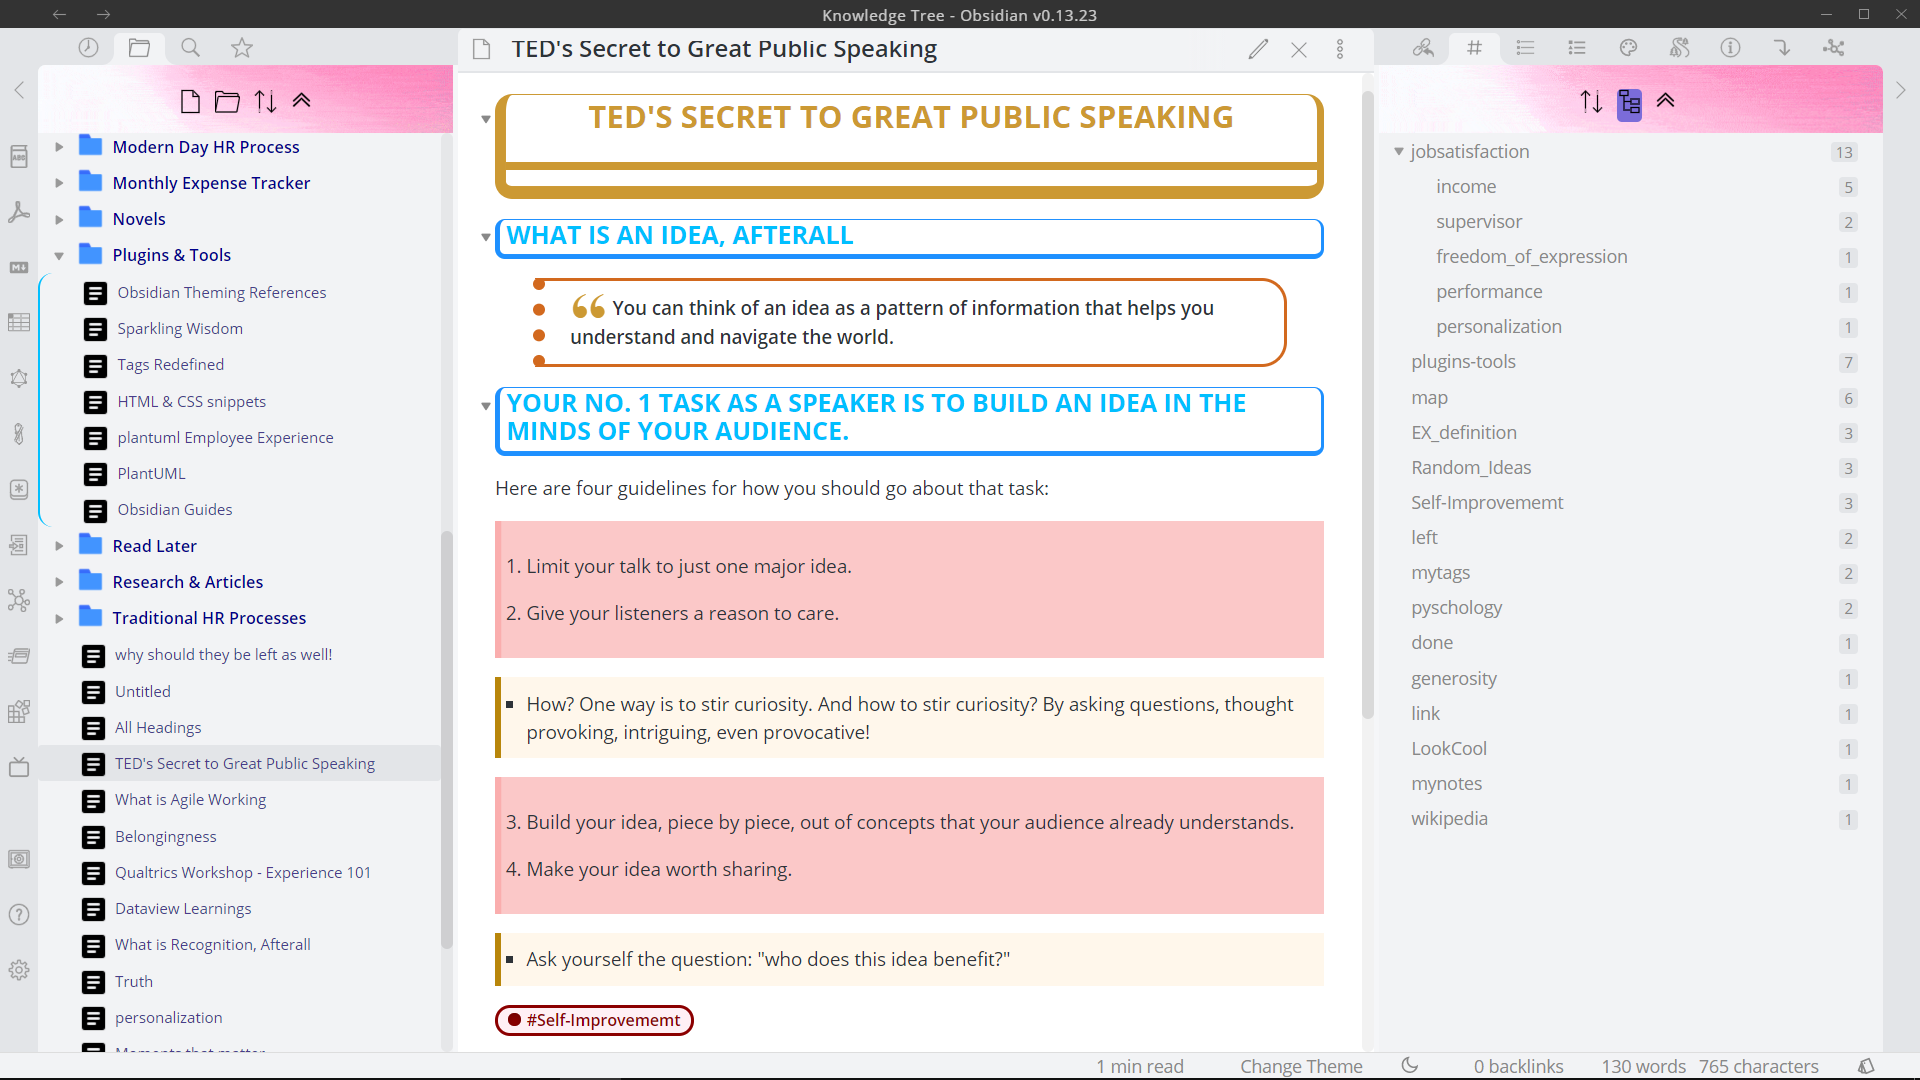 Knowledge Tree - Obsidian v0.13.23
TED's Secret to Great Public Speaking
Modern Day HR Process
Monthly Expense Tracker
Novels
Plugins & Tools
Obsidian Theming References
Sparkling Wisdom
Tags Redefined
HTML & CSS snippets
plantuml Employee Experience
PlantUML
Obsidian Guides
Read Later
Research & Articles
Traditional HR Processes
why should they be left as well!
Untitled
All Headings
TED's Secret to Great Public Speaking
What is Agile Working
Belongingness
Qualtrics Workshop - Experience 101
Dataview Learnings
What is Recognition, Afterall
Truth
personalization
Moments that matter
TED'S SECRET TO GREAT PUBLIC SPEAKING
WHAT IS AN IDEA, AFTERALL
You can think of an idea as a pattern of information that helps you
understand and navigate the world.
YOUR NO. 1 TASK AS A SPEAKER IS TO BUILD AN IDEA IN THE
MINDS OF YOUR AUDIENCE.
Here are four guidelines for how you should go about that task:
1. Limit your talk to just one major idea.
2. Give your listeners a reason to care.
How? One way is to stir curiosity. And how to stir curiosity? By asking questions, thought
provoking, intriguing, even provocative!
3. Build your idea, piece by piece, out of concepts that your audience already understands.
4. Make your idea worth sharing.
Ask yourself the question: "who does this idea benefit?"
#Self-Improvememt
jobsatisfaction 13
income 5
supervisor 2
freedom_of_expression 1
performance 1
personalization 1
plugins-tools 7
map 6
EX_definition 3
Random_Ideas 3
Self-Improvememt 3
left 2
mytags 2
pyschology 2
done 1
generosity 1
link 1
LookCool 1
mynotes 1
wikipedia 1
1 min read Change Theme 0 backlinks 130 words 765 characters